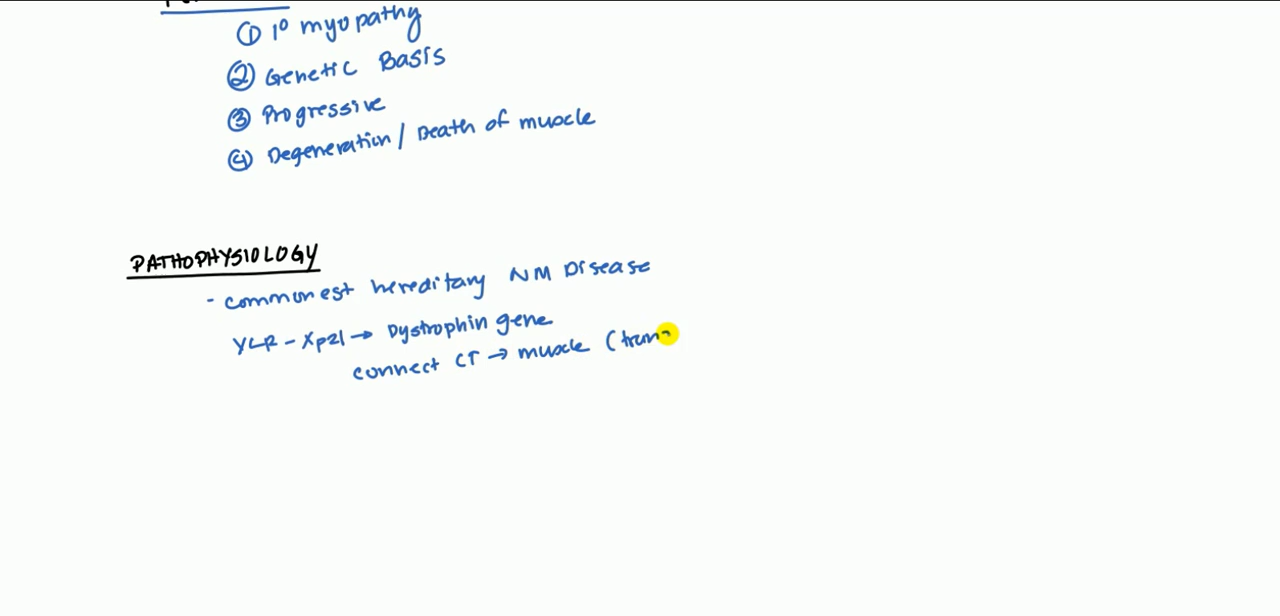 ① 1° myopathy
② Genetic Basis
③ Progressive
④ Degeneration / Death of muscle
PATHOPHYSIOLOGY
- commonest hereditary NM Disease
XLR - Xp21 → Dystrophin gene
connect CT → muscle (tran